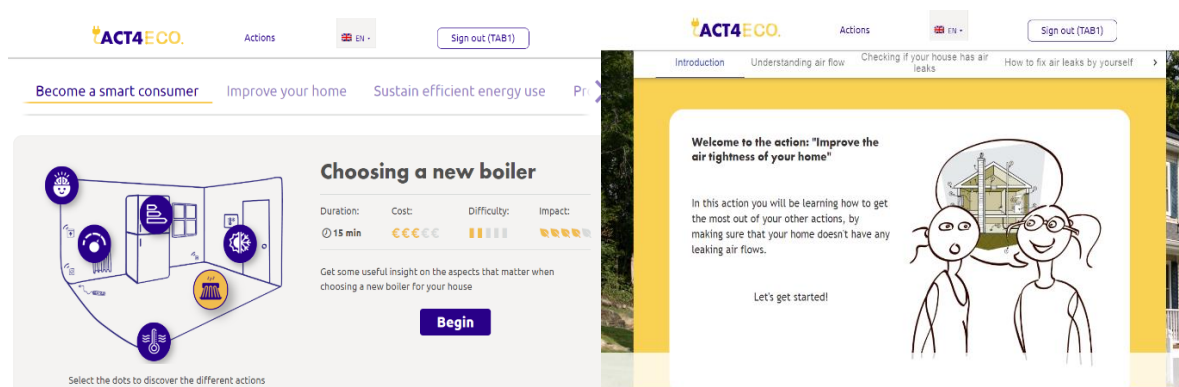 ACT4ECO.
Actions
EN
Sign out (TAB1)
Become a smart consumer
Improve your home
Sustain efficient energy use
Choosing a new boiler
Duration:
Cost:
Difficulty:
Impact:
15 min
€€€€€
Get some useful insight on the aspects that matter when
choosing a new boiler for your house
Begin
Select the dots to discover the different actions
ACT4ECO.
Actions
EN
Sign out (TAB1)
Introduction
Understanding air flow
Checking if your house has air
leaks
How to fix air leaks by yourself
Welcome to the action: "Improve the
air tightness of your home"
In this action you will be learning how to get
the most out of your other actions, by
making sure that your home doesn't have any
leaking air flows.
Let's get started!